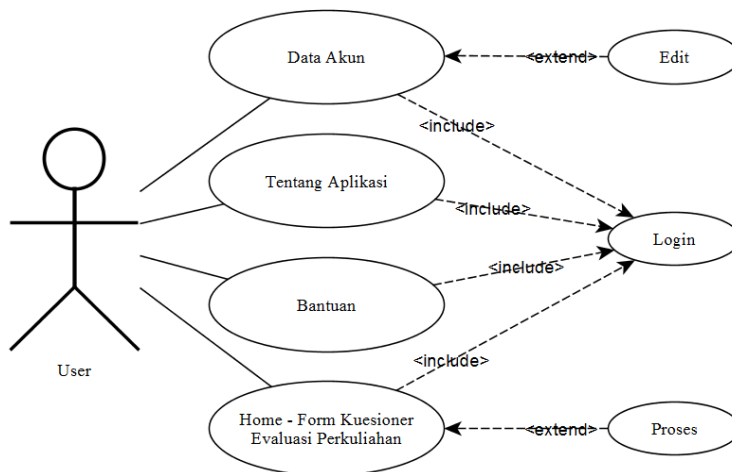 Data Akun
<extend>
Edit
<include>
Tentang Aplikasi
<include>
Login
Bantuan
<include>
User
<include>
Home - Form Kuesioner
Evaluasi Perkuliahan
<extend>
Proses